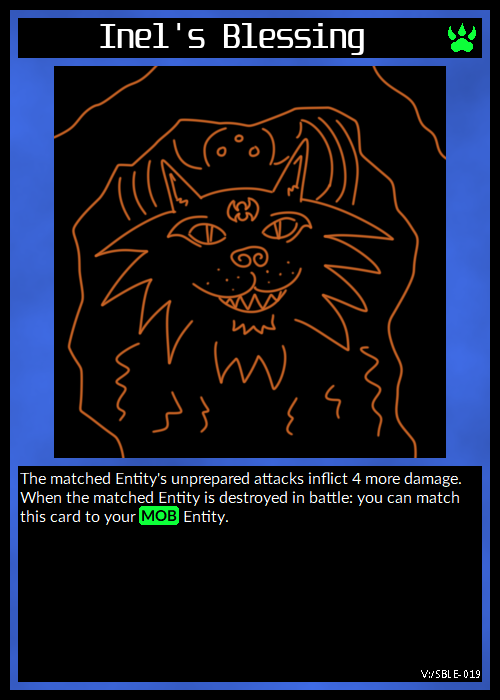 Inel's Blessing
The matched Entity's unprepared attacks inflict 4 more damage.
When the matched Entity is destroyed in battle: you can match
this card to your MOB Entity.
V:/SBLE-019